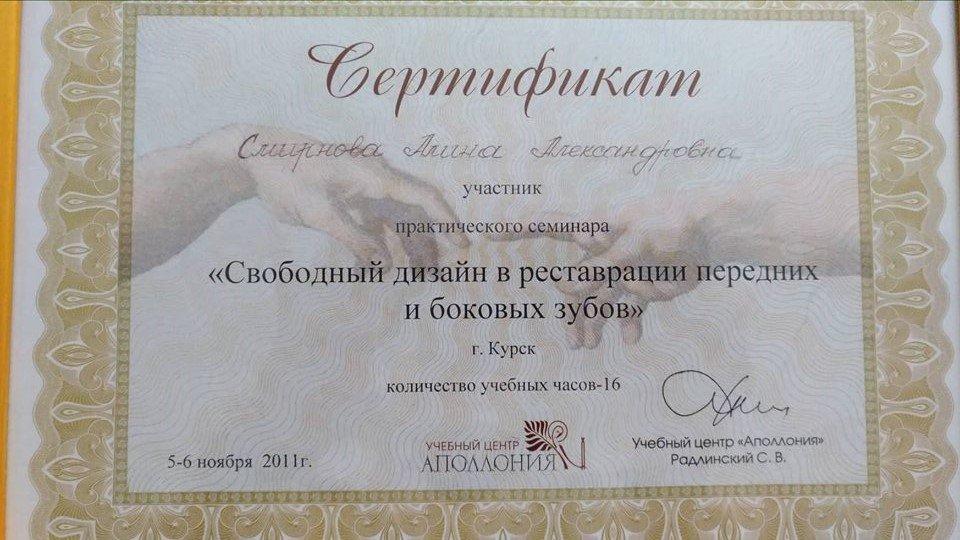 Сертификат
Смирнова Алина Александровна
участник
практического семинара
«Свободный дизайн в реставрации передних
и боковых зубов»
г. Курск
количество учебных часов-16
5-6 ноября 2011г.
УЧЕБНЫЙ ЦЕНТР
АПОЛЛОНИЯ
Учебный центр «Аполлония»
Радлинский С. В.